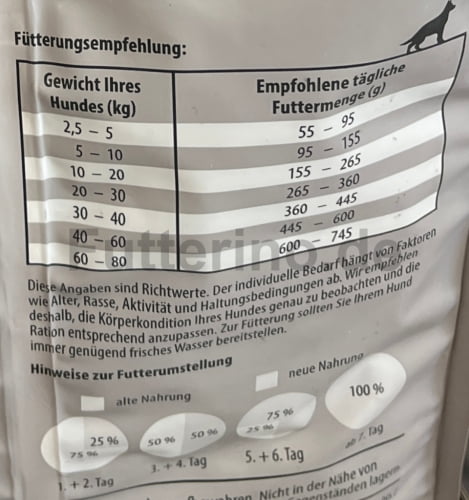 Fütterungsempfehlung:
Gewicht Ihres Hundes (kg) Empfohlene tägliche Futtermenge (g)
2,5 – 5 55 – 95
5 – 10 95 – 155
10 – 20 155 – 265
20 – 30 265 – 360
30 – 40 360 – 445
40 – 60 445 – 600
60 – 80 600 – 745
Futterino.de
Diese Angaben sind Richtwerte. Der individuelle Bedarf hängt von Faktoren
wie Alter, Rasse, Aktivität und Haltungsbedingungen ab. Wir empfehlen
deshalb, die Körperkondition Ihres Hundes genau zu beobachten und die
Ration entsprechend anzupassen. Zur Fütterung sollten Sie Ihrem Hund
immer genügend frisches Wasser bereitstellen.
Hinweise zur Futterumstellung
alte Nahrung neue Nahrung
25 % 75 % 50 % 50 % 75 % 25 % 100 %
1. + 2. Tag 3. + 4. Tag 5. + 6. Tag ab 7. Tag
Nicht in der Nähe von
lagern